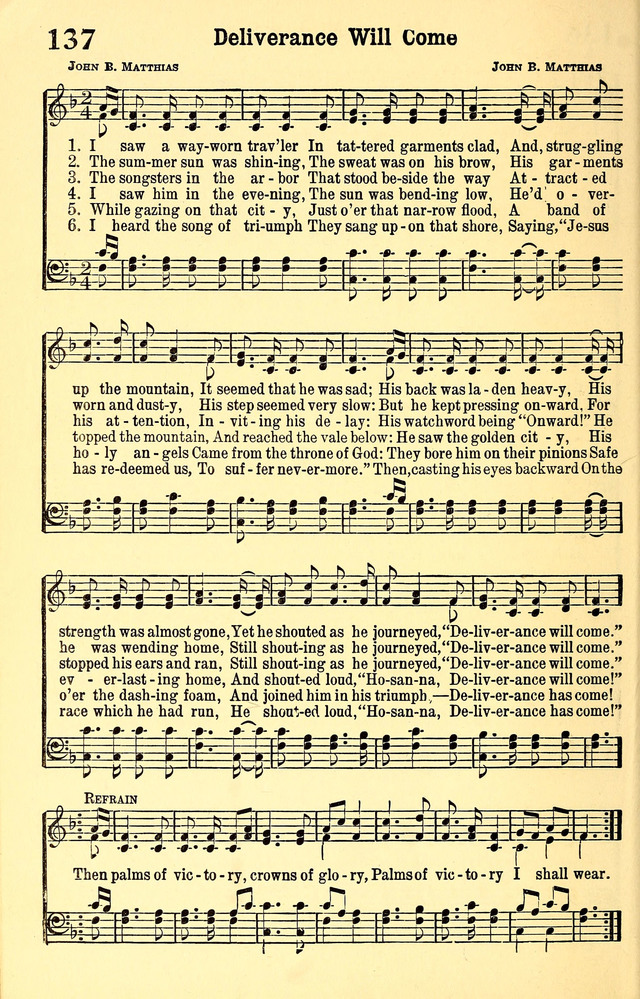 137 Deliverance Will Come
JOHN B. MATTHIAS JOHN B. MATTHIAS
2 4
1. I saw a way-worn trav'ler In tat-tered garments clad, And, strug-gling
2. The sum-mer sun was shin-ing, The sweat was on his brow, His gar-ments
3. The songsters in the ar-bor That stood be-side the way At-tract-ed
4. I saw him in the eve-ning, The sun was bend-ing low, He'd o-ver-
5. While gazing on that cit-y, Just o'er that nar-row flood, A band of
6. I heard the song of tri-umph They sang up-on that shore, Saying, "Je-sus
2 4
up the mountain, It seemed that he was sad; His back was la-den heav-y, His
worn and dust-y, His step seemed very slow: But he kept pressing on-ward. For
his at-ten-tion, In-vit-ing his de-lay: His watchword being "Onward!" He
topped the mountain, And reached the vale below: He saw the golden cit-y, His
ho-ly an-gels Came from the throne of God: They bore him on their pinions Safe
has re-deemed us, To suf-fer nev-er-more." Then, casting his eyes backward On the
strength was almost gone, Yet he shouted as he journeyed, "De-liv-er-ance will come."
he was wending home, Still shout-ing as he journeyed, "De-liv-er-ance will come!"
stopped his ears and ran, Still shout-ing as he journeyed, "De-liv-er-ance will come!"
ev-er-last-ing home, And shout-ed loud, "Ho-san-na, De-liv-er-ance will come!"
o'er the dash-ing foam, And joined him in his triumph,—De-liv-er-ance has come!
race which he had run, He shout-ed loud, "Ho-san-na, De-liv-er-ance has come!"
REFRAIN
Then palms of vic-to-ry, crowns of glo-ry, Palms of vic-to-ry I shall wear.